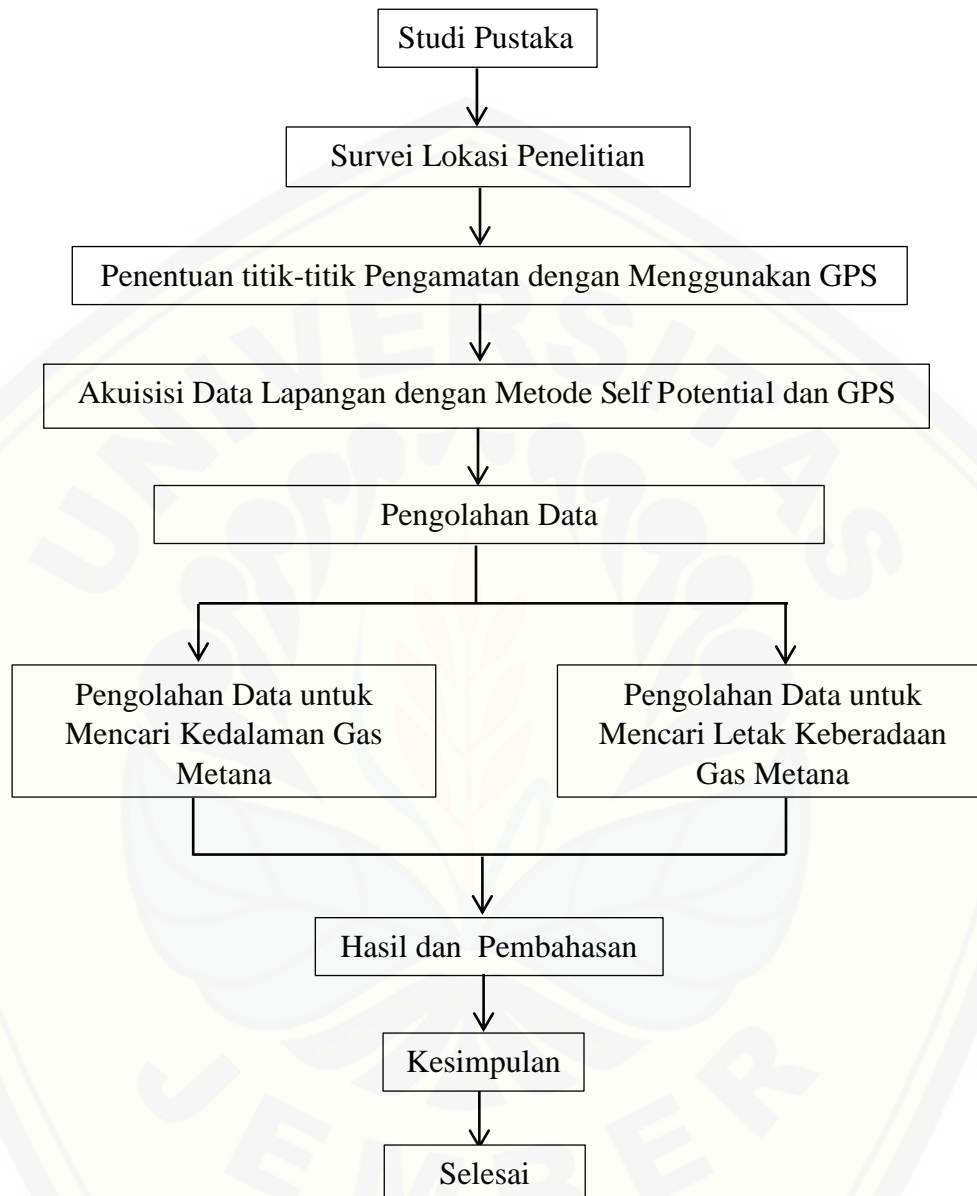 Studi Pustaka
Survei Lokasi Penelitian
Penentuan titik-titik Pengamatan dengan Menggunakan GPS
Akuisisi Data Lapangan dengan Metode Self Potential dan GPS
Pengolahan Data
Pengolahan Data untuk
Mencari Kedalaman Gas
Metana
Pengolahan Data untuk
Mencari Letak Keberadaan
Gas Metana
Hasil dan Pembahasan
Kesimpulan
Selesai
UNIVERSITAS
JEMBER